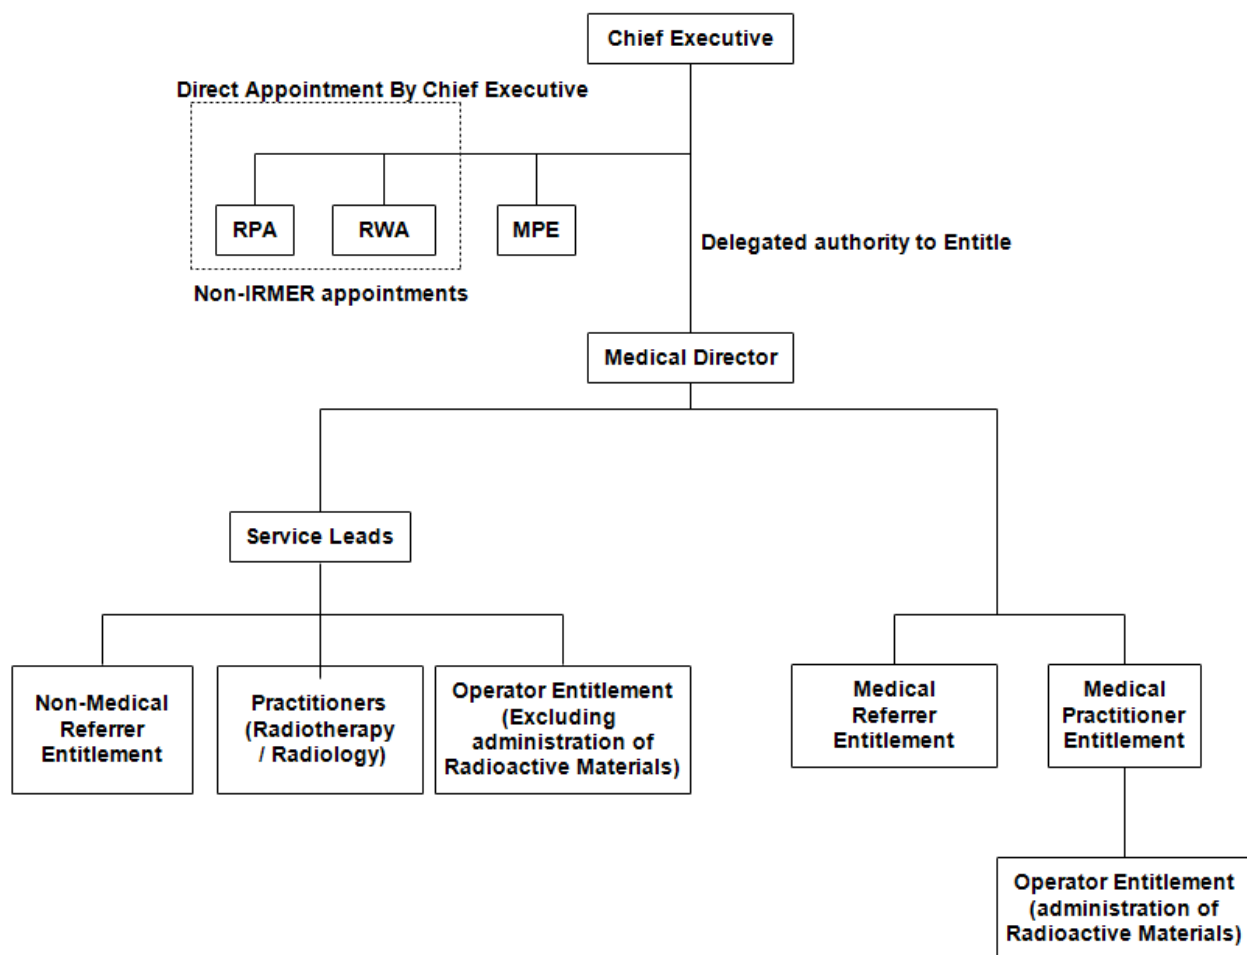 Chief Executive
Direct Appointment By Chief Executive
RPA
RWA
MPE
Delegated authority to Entitle
Non-IRMER appointments
Medical Director
Service Leads
Non-Medical
Referrer
Entitlement
Practitioners
(Radiotherapy
/ Radiology)
Operator Entitlement
(Excluding
administration of
Radioactive Materials)
Medical
Referrer
Entitlement
Medical
Practitioner
Entitlement
Operator Entitlement
(administration of
Radioactive Materials)